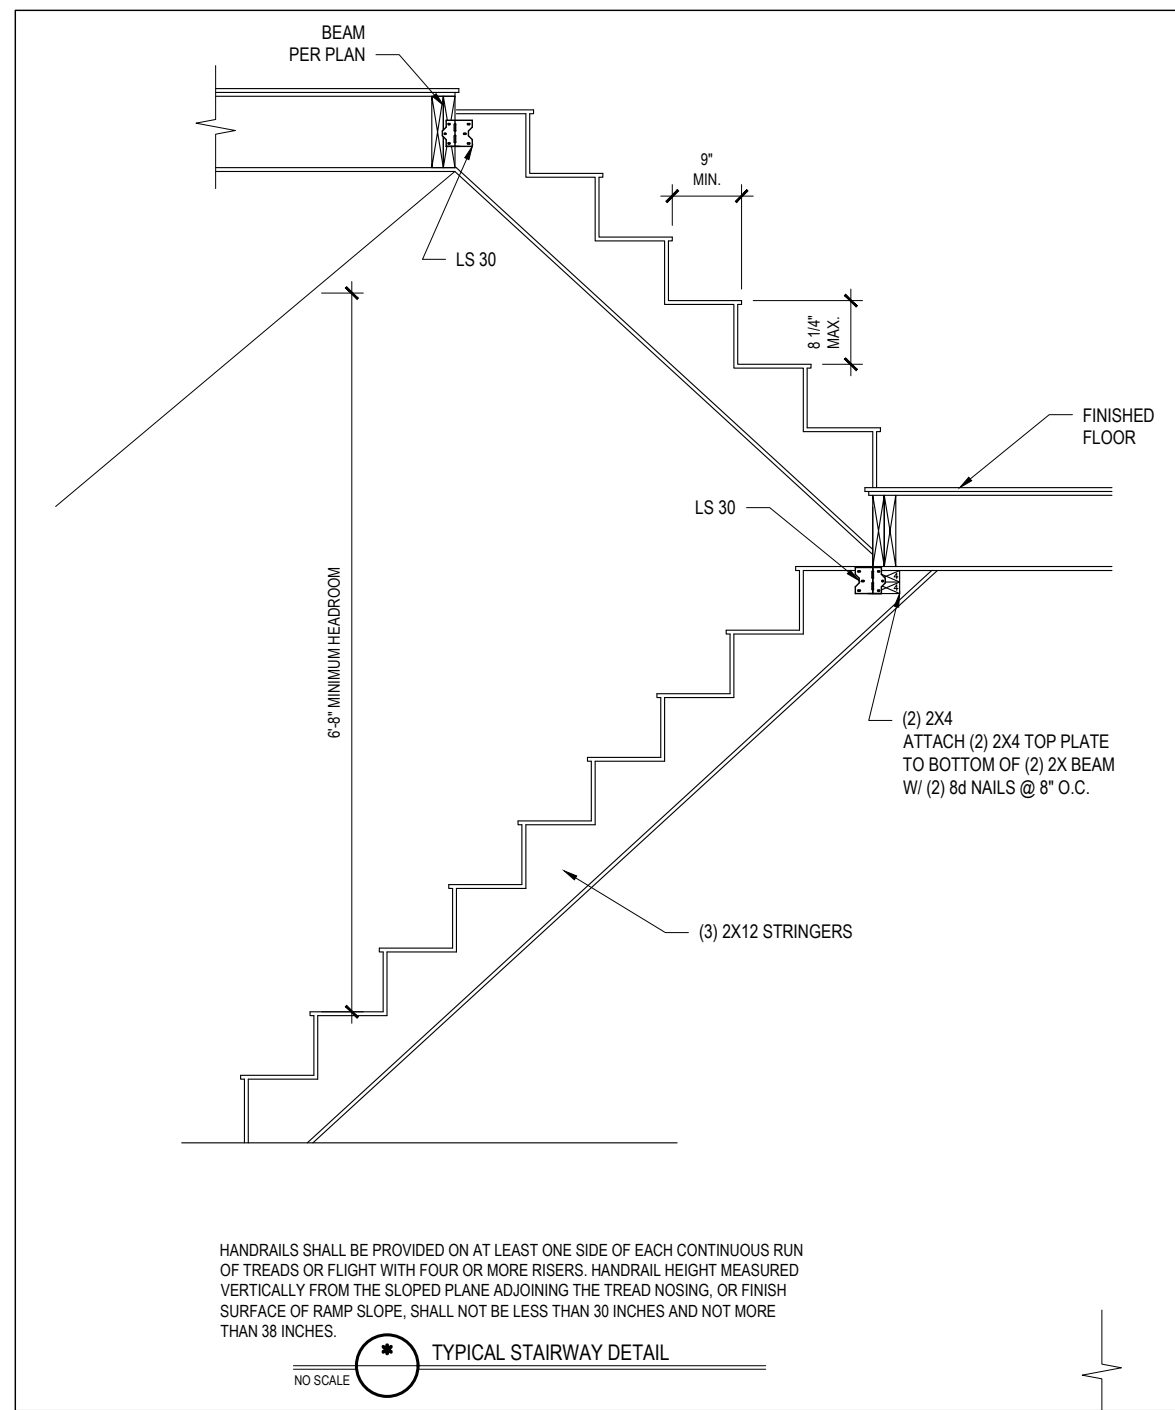 BEAM
PER PLAN
9"
MIN.
LS 30
8 1/4"
MAX.
FINISHED
FLOOR
LS 30
6'-8" MINIMUM HEADROOM
(2) 2X4
ATTACH (2) 2X4 TOP PLATE
TO BOTTOM OF (2) 2X BEAM
W/ (2) 8d NAILS @ 8" O.C.
(3) 2X12 STRINGERS
HANDRAILS SHALL BE PROVIDED ON AT LEAST ONE SIDE OF EACH CONTINUOUS RUN
OF TREADS OR FLIGHT WITH FOUR OR MORE RISERS. HANDRAIL HEIGHT MEASURED
VERTICALLY FROM THE SLOPED PLANE ADJOINING THE TREAD NOSING, OR FINISH
SURFACE OF RAMP SLOPE, SHALL NOT BE LESS THAN 30 INCHES AND NOT MORE
THAN 38 INCHES.
* TYPICAL STAIRWAY DETAIL
NO SCALE